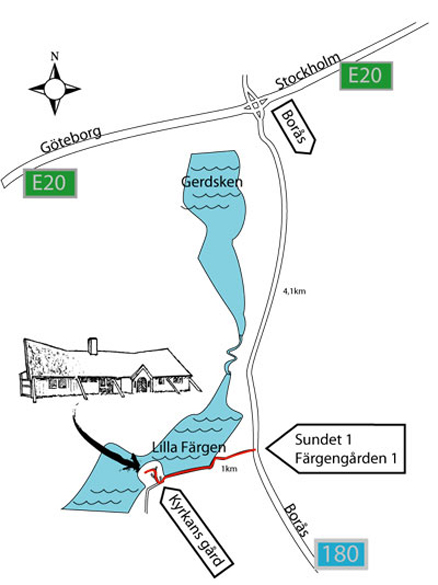 N
Stockholm
E20
Göteborg
Borås
E20
Gerdsken
4,1km
Sundet 1
Färgengården 1
Lilla Färgen
1km
Kyrkans gård
Borås
180